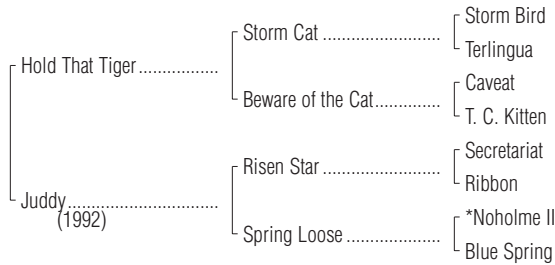 Storm Bird
Storm Cat ........................
Terlingua
Hold That Tiger ................
Caveat
Beware of the Cat .............
T. C. Kitten
Secretariat
Risen Star ........................
Ribbon
Juddy ..............................
(1992)
*Noholme II
Spring Loose ...................
Blue Spring